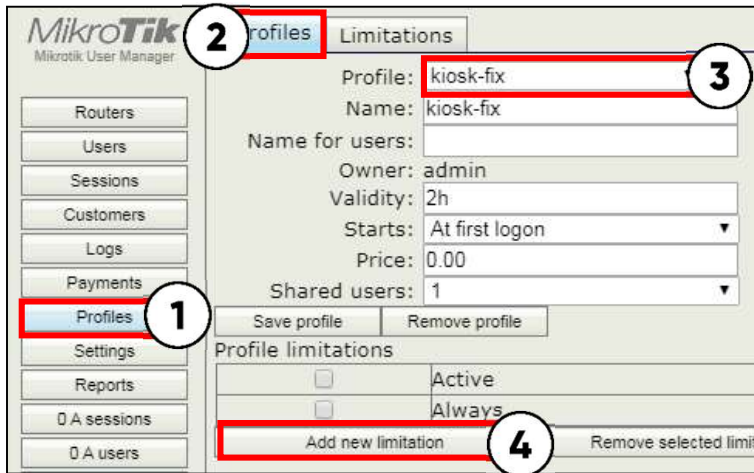 MikroTik
Mikrotik User Manager
Routers
Users
Sessions
Customers
Logs
Payments
Profiles
Settings
Reports
0 A sessions
0 A users
1
2
rofiles
Limitations
Profile: kiosk-fix
3
Name: kiosk-fix
Name for users:
Owner: admin
Validity: 2h
Starts: At first logon
Price: 0.00
Shared users: 1
Save profile
Remove profile
Profile limitations
Active
Always
Add new limitation
4
Remove selected limit